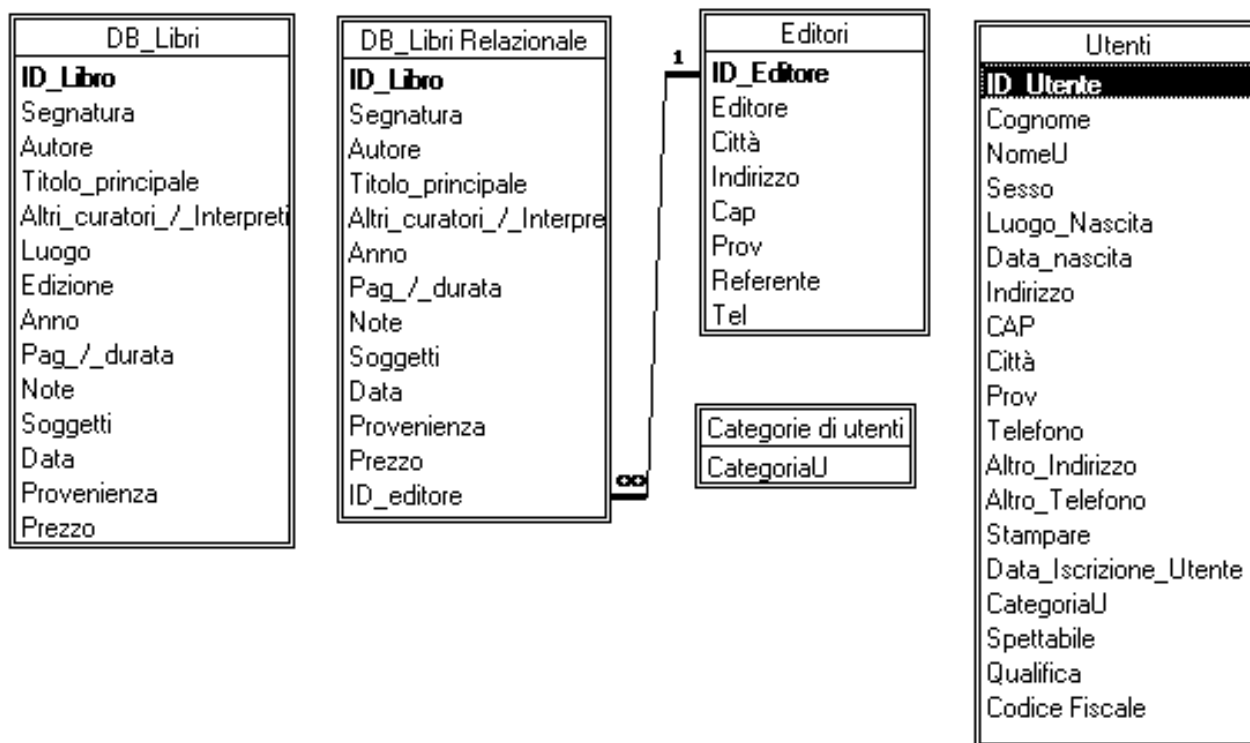 DB_Libri
ID_Libro
Segnatura
Autore
Titolo_principale
Altri_curatori_/_Interpreti
Luogo
Edizione
Anno
Pag_/_durata
Note
Soggetti
Data
Provenienza
Prezzo
DB_Libri Relazionale
ID_Libro
Segnatura
Autore
Titolo_principale
Altri_curatori_/_Interpre
Anno
Pag_/_durata
Note
Soggetti
Data
Provenienza
Prezzo
ID_editore
1
∞
Editori
ID_Editore
Editore
Città
Indirizzo
Cap
Prov
Referente
Tel
Categorie di utenti
CategoriaU
Utenti
ID_Utente
Cognome
NomeU
Sesso
Luogo_Nascita
Data_nascita
Indirizzo
CAP
Città
Prov
Telefono
Altro_Indirizzo
Altro_Telefono
Stampare
Data_Iscrizione_Utente
CategoriaU
Spettabile
Qualifica
Codice Fiscale